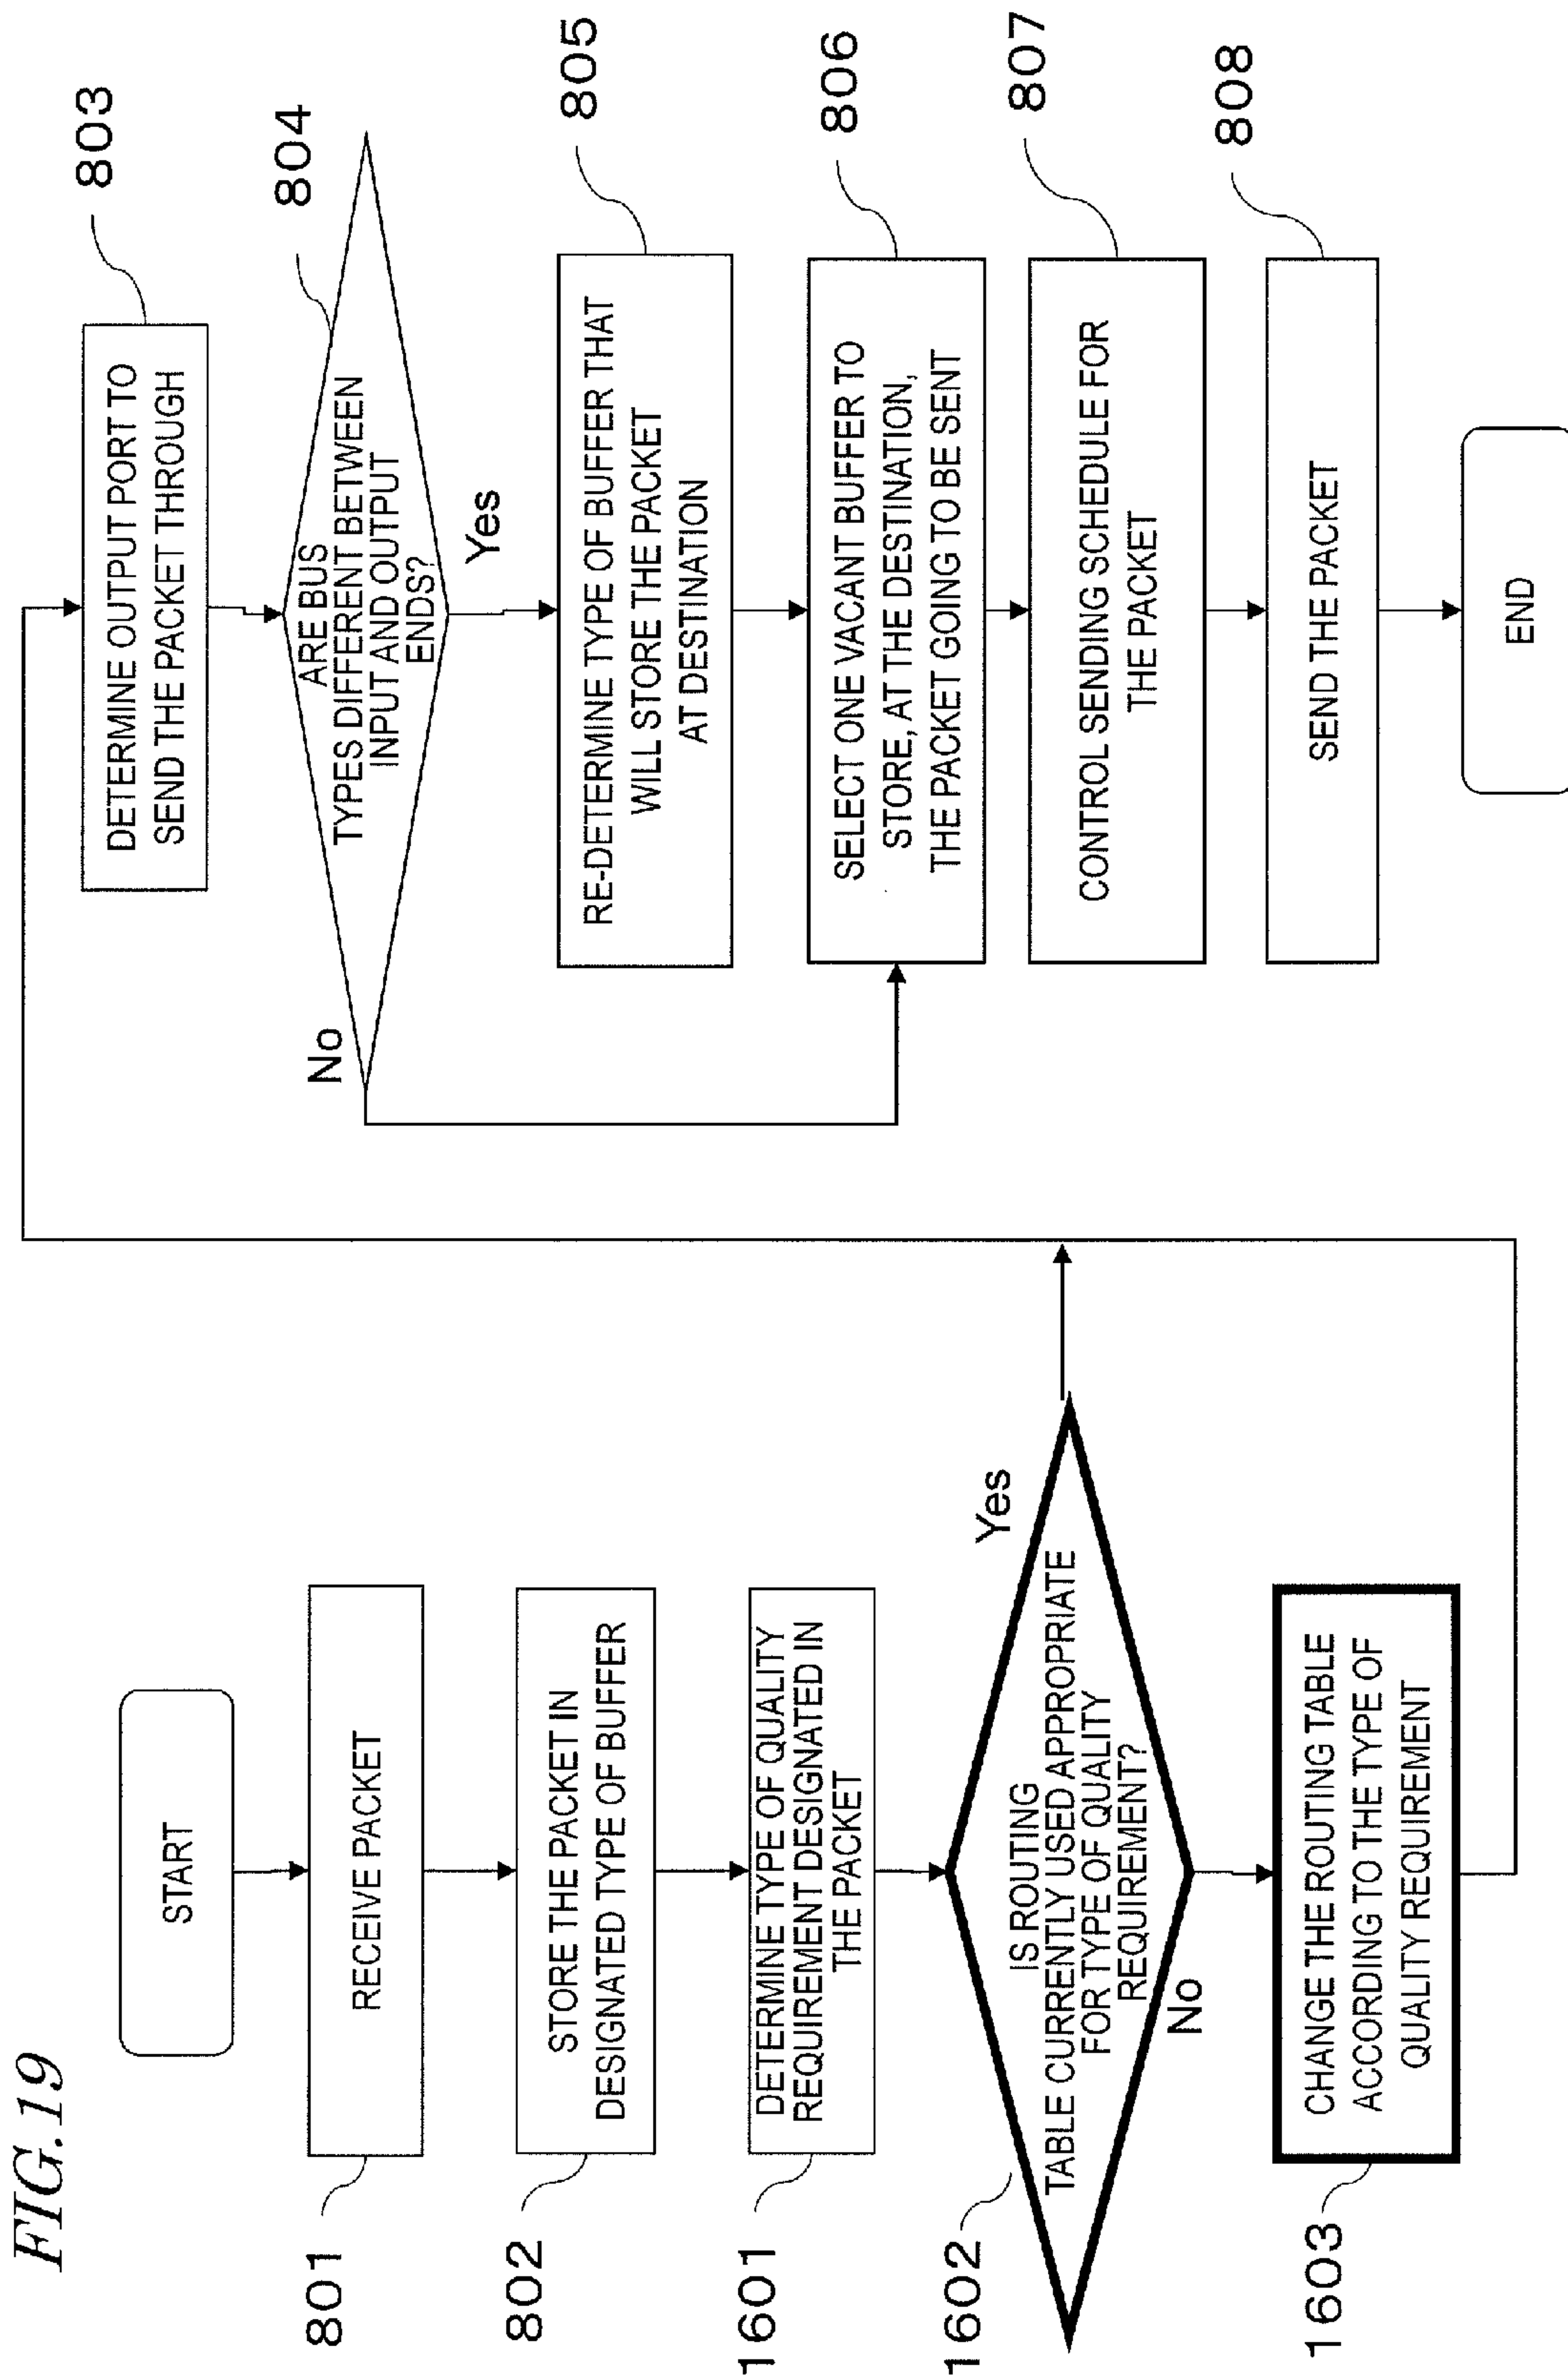 FIG.19
START
801
RECEIVE PACKET
802
STORE THE PACKET IN
DESIGNATED TYPE OF BUFFER
1601
DETERMINE TYPE OF QUALITY
REQUIREMENT DESIGNATED IN
THE PACKET
1602
IS ROUTING
TABLE CURRENTLY USED APPROPRIATE
FOR TYPE OF QUALITY
REQUIREMENT?
Yes
No
1603
CHANGE THE ROUTING TABLE
ACCORDING TO THE TYPE OF
QUALITY REQUIREMENT
803
DETERMINE OUTPUT PORT TO
SEND THE PACKET THROUGH
804
ARE BUS
TYPES DIFFERENT BETWEEN
INPUT AND OUTPUT
ENDS?
No
Yes
805
RE-DETERMINE TYPE OF BUFFER THAT
WILL STORE THE PACKET
AT DESTINATION
806
SELECT ONE VACANT BUFFER TO
STORE, AT THE DESTINATION,
THE PACKET GOING TO BE SENT
807
CONTROL SENDING SCHEDULE FOR
THE PACKET
808
SEND THE PACKET
END